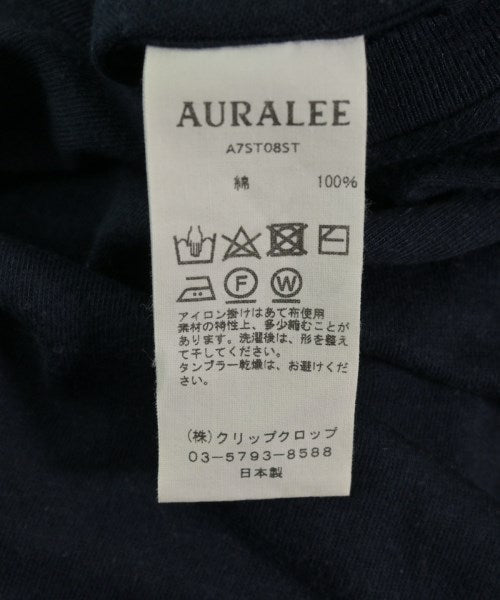 AURALEE
A7ST08ST
綿 100%
F W
アイロン掛けはあて布使用
素材の特性上、多少縮むことが
あります。洗濯後は、形を整え
て干してください。
タンブラー乾燥は、お避けくだ
さい。
(株)クリップクロップ
03-5793-8588
日本製